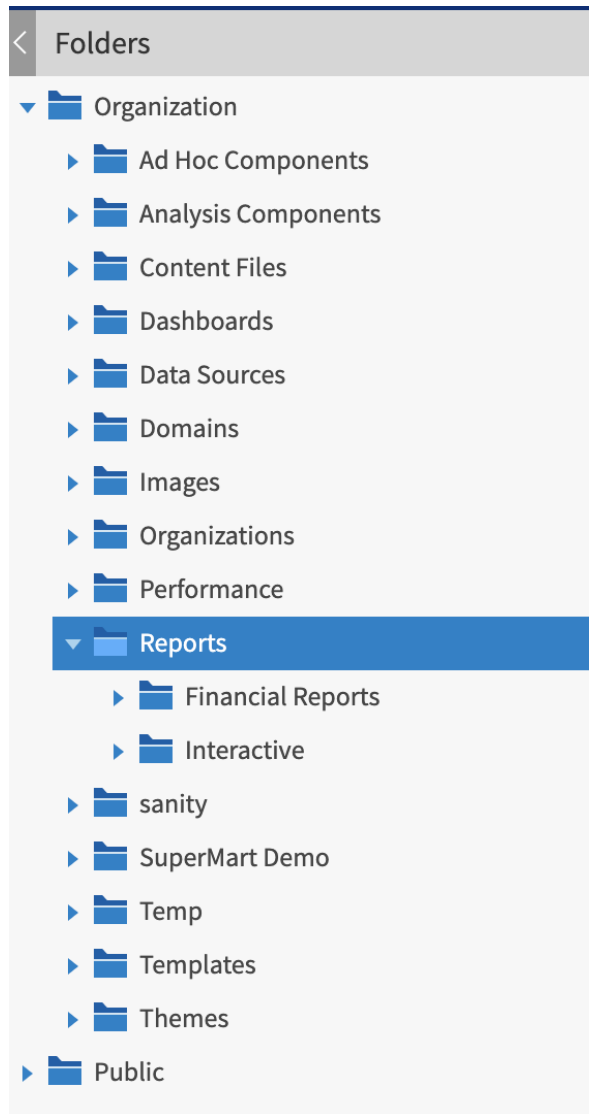 Folders
Organization
Ad Hoc Components
Analysis Components
Content Files
Dashboards
Data Sources
Domains
Images
Organizations
Performance
Reports
Financial Reports
Interactive
sanity
SuperMart Demo
Temp
Templates
Themes
Public